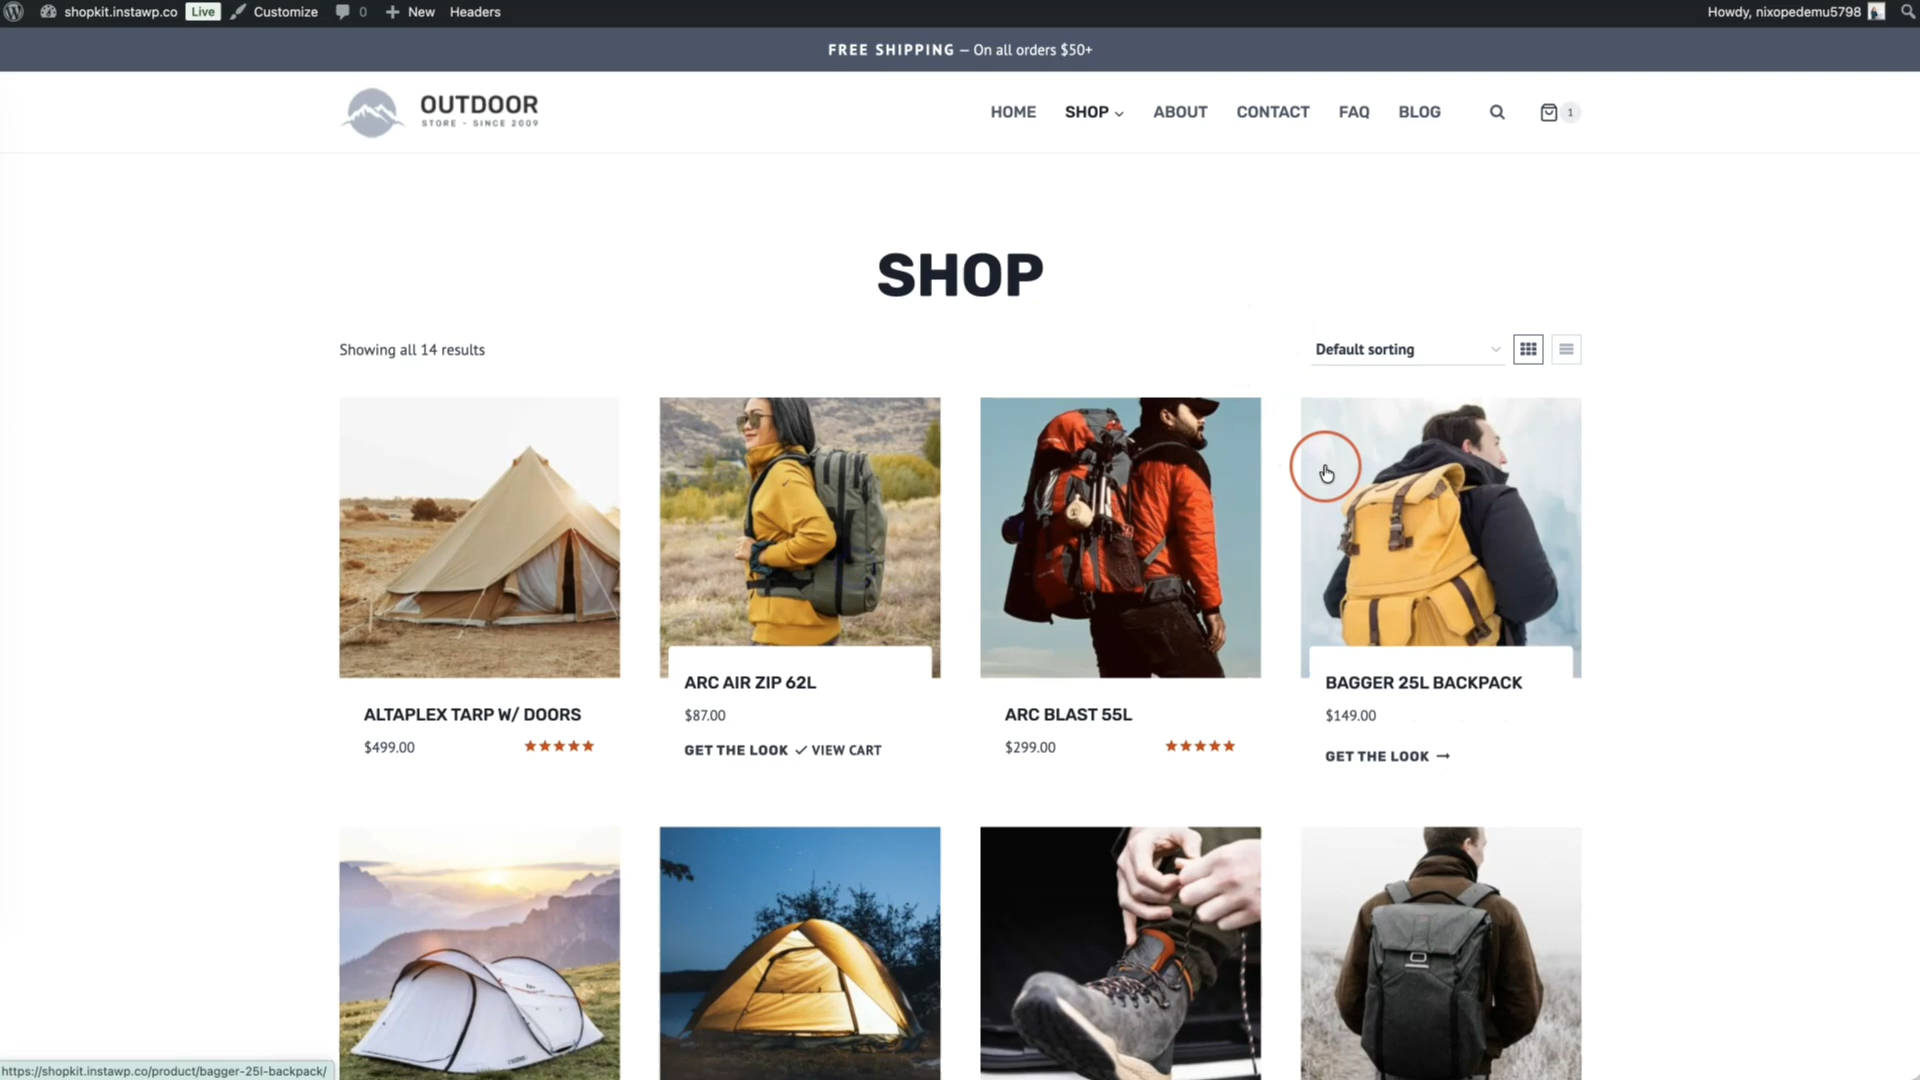 shopkit.instawp.co Live Customize 0 New Headers Howdy, nixopedemu5798
FREE SHIPPING – On all orders $50+
OUTDOOR
STORE - SINCE 2009
HOME SHOP ABOUT CONTACT FAQ BLOG 1
SHOP
Showing all 14 results
Default sorting
ALTAPLEX TARP W/ DOORS
$499.00
ARC AIR ZIP 62L
$87.00
GET THE LOOK VIEW CART
ARC BLAST 55L
$299.00
BAGGER 25L BACKPACK
$149.00
GET THE LOOK →
https://shopkit.instawp.co/product/bagger-25l-backpack/